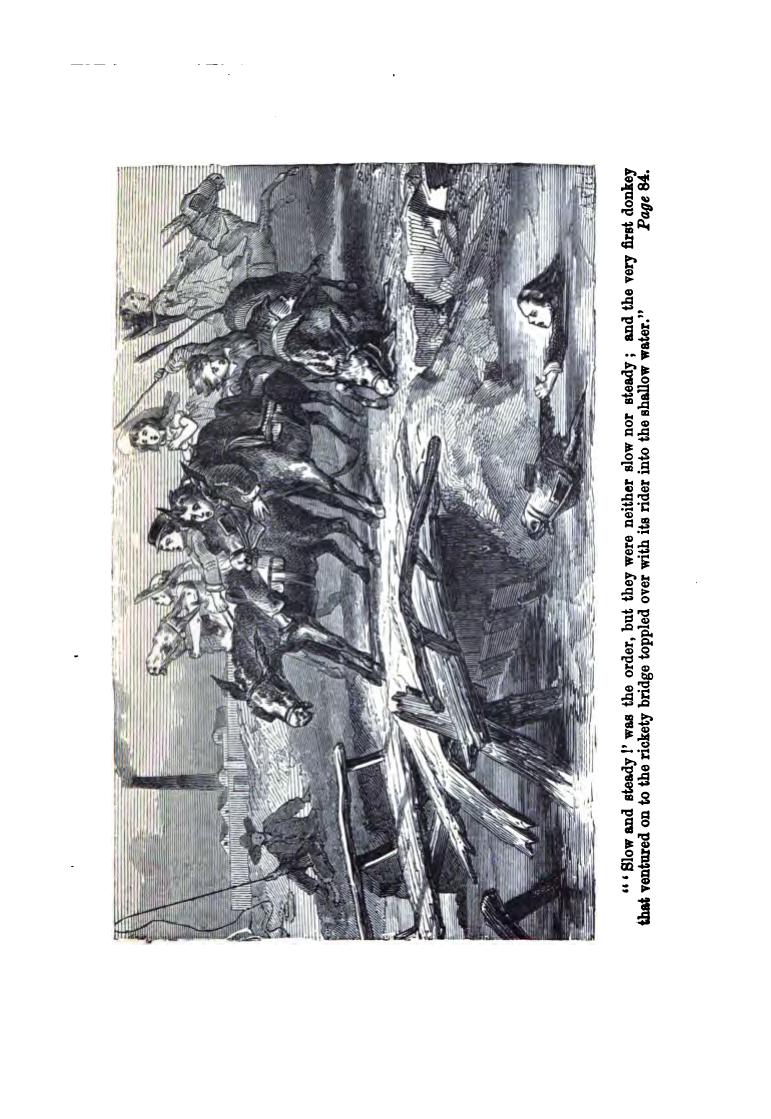 "'Slow and steady!' was the order, but they were neither slow nor steady; and the very first donkey
that ventured on to the rickety bridge toppled over with its rider into the shallow water." Page 84.